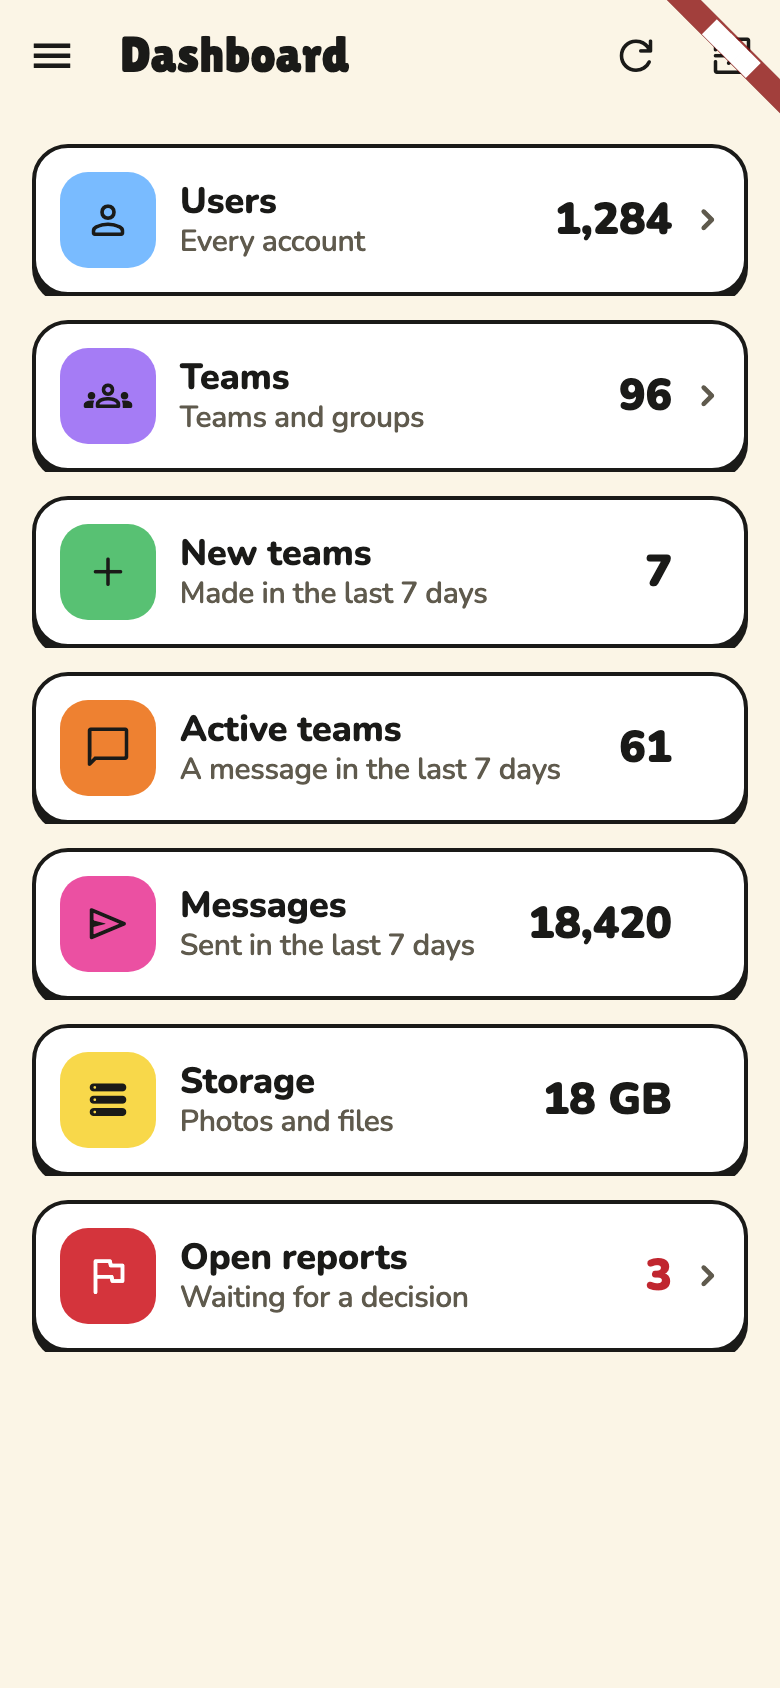 Dashboard
Users
Every account
1,284
Teams
Teams and groups
96
New teams
Made in the last 7 days
7
Active teams
A message in the last 7 days
61
Messages
Sent in the last 7 days
18,420
Storage
Photos and files
18 GB
Open reports
Waiting for a decision
3